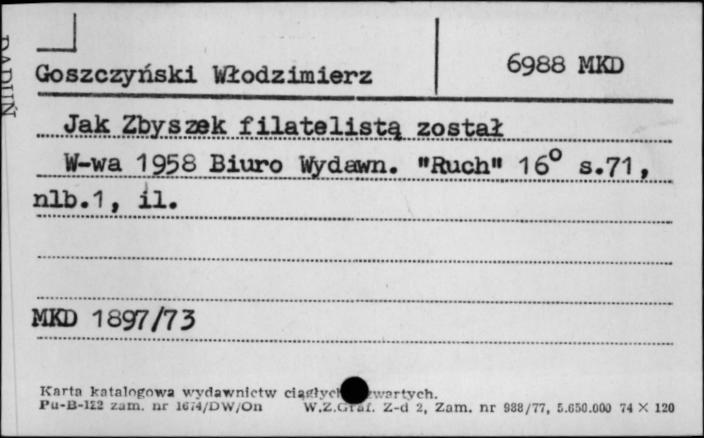 Goszczyński Włodzimierz
6988 MKD
Jak Zbyszek filatelistą został
W-wa 1958 Biuro Wydawn. "Ruch" 16° s.71,
nlb.1, il.
MKD 1897/73
Karta katalogowa wydawnictw zwartych.
Pu-B-122 zam. nr 1674/DW/On W.Z.Graf. Z-d 2, Zam. nr 988/77, 5.650.000 74 X 120